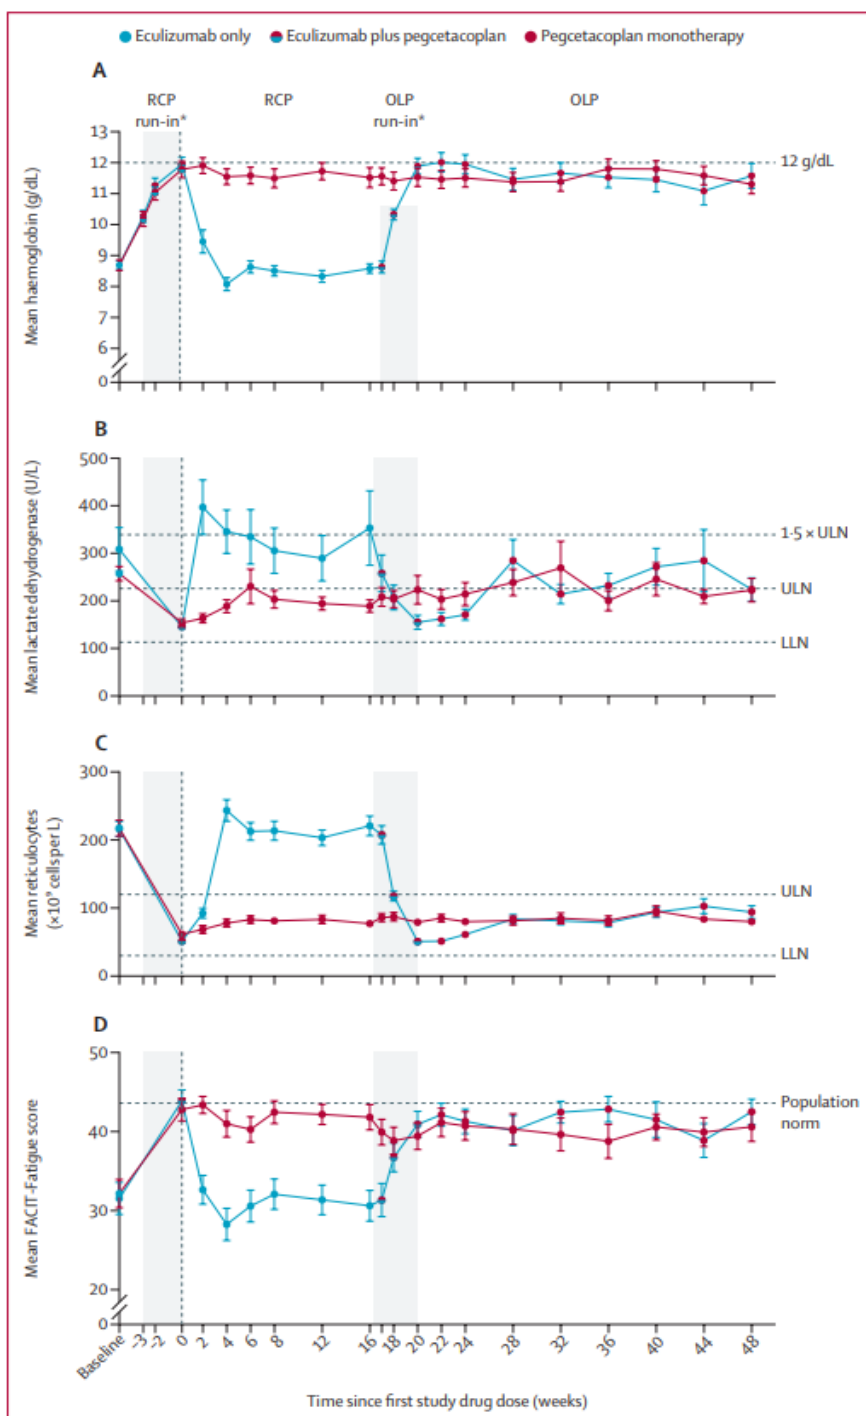 Eculizumab only Eculizumab plus pegcetacoplan Pegcetacoplan monotherapy
A
RCP run-in*
RCP
OLP run-in*
OLP
Mean haemoglobin (g/dL)
13
12
11
10
9
8
7
6
0
12 g/dL
B
Mean lactate dehydrogenase (U/L)
500
400
300
200
100
0
1·5 × ULN
ULN
LLN
C
Mean reticulocytes
(×10⁹ cells per L)
300
200
100
0
ULN
LLN
D
Mean FACIT-Fatigue score
50
40
30
20
0
Population
norm
Baseline -3 -2 0 2 4 6 8 12 16 18 20 22 24 28 32 36 40 44 48
Time since first study drug dose (weeks)